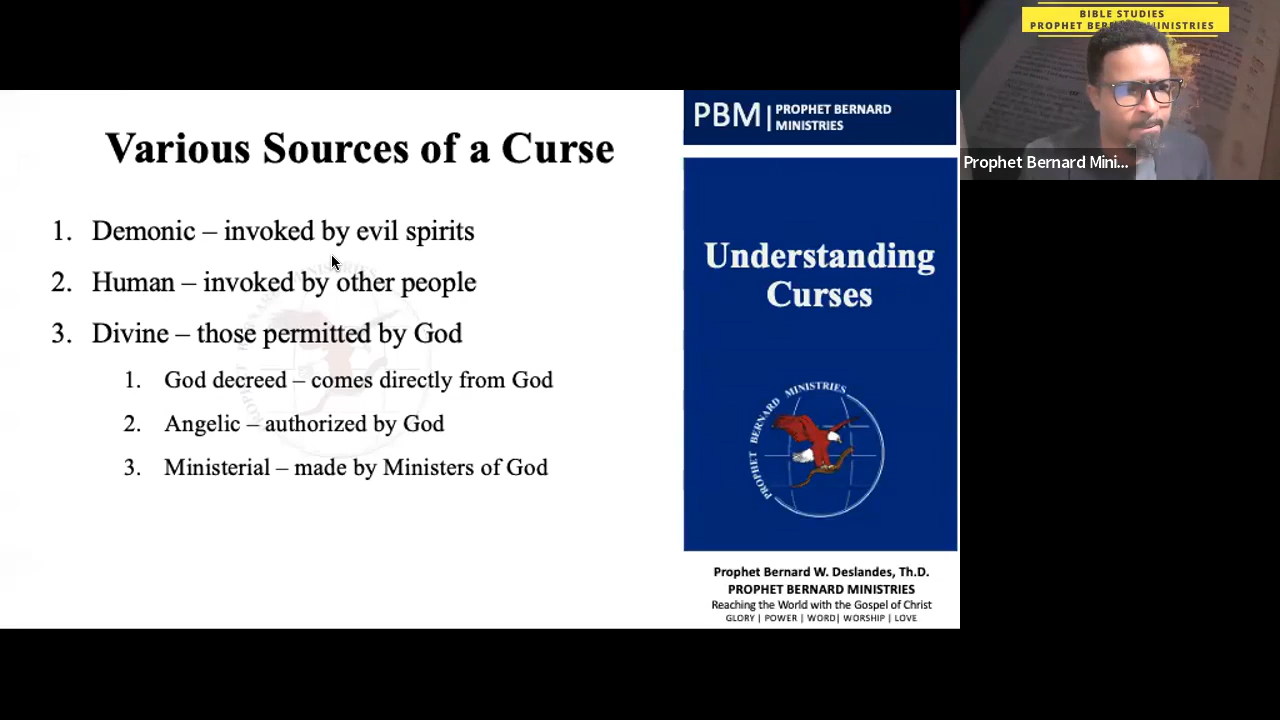 Various Sources of a Curse
1. Demonic – invoked by evil spirits
2. Human – invoked by other people
3. Divine – those permitted by God
1. God decreed – comes directly from God
2. Angelic – authorized by God
3. Ministerial – made by Ministers of God
PBM | PROPHET BERNARD
MINISTRIES
Understanding
Curses
PROPHET BERNARD MINISTRIES
Prophet Bernard W. Deslandes, Th.D.
PROPHET BERNARD MINISTRIES
Reaching the World with the Gospel of Christ
GLORY | POWER | WORD| WORSHIP | LOVE
BIBLE STUDIES
PROPHET BERNARD MINISTRIES
Prophet Bernard Mini...